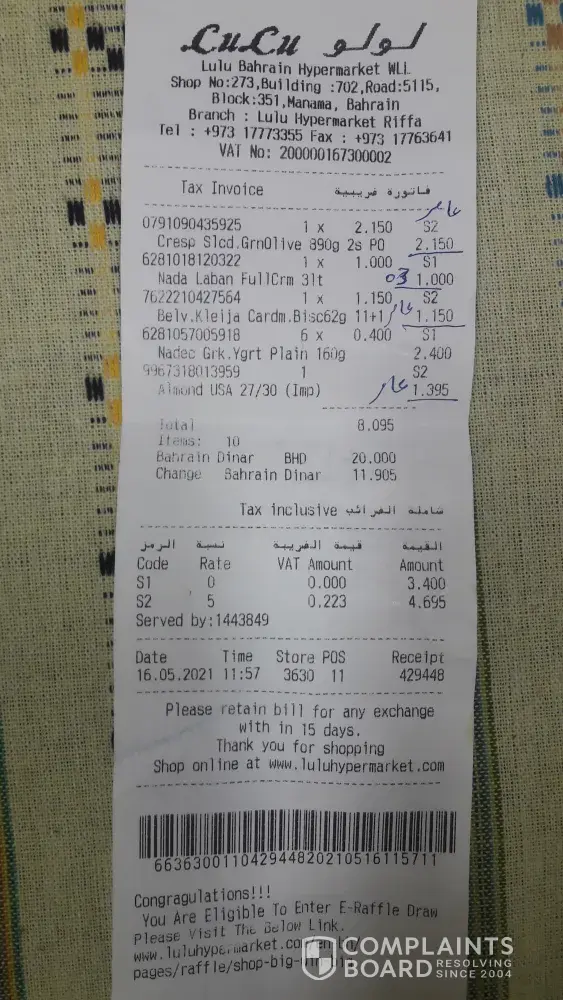 LuLu لولو
Lulu Bahrain Hypermarket WLL
Shop No:273,Building :702,Road:5115,
Block:351,Manama, Bahrain
Branch : Lulu Hypermarket Riffa
Tel : +973 17773355 Fax : +973 17763641
VAT No: 200000167300002
Tax Invoice فاتورة ضريبية
0791090435925 1 x 2.150 S2
Cresp Slcd.GrnOlive 890g 2s PO 2.150
6281018120322 1 x 1.000 S1
Nada Laban FullCrm 3lt 1.000
7622210427564 1 x 1.150 S2
Belv.Kleija Cardm.Bisc62g 11+1 1.150
6281057005918 6 x 0.400 S1
Nadec Grk.Ygrt Plain 160g 2.400
9967318013959 1 S2
Almond USA 27/30 (Imp) 1.395
Total 8.095
Items: 10
Bahrain Dinar BHD 20.000
Change Bahrain Dinar 11.905
Tax inclusive شاملة الضرائب
الرمز نسبة قيمة الضريبة القيمة
Code Rate VAT Amount Amount
S1 0 0.000 3.400
S2 5 0.223 4.695
Served by:1443849
Date Time Store POS Receipt
16.05.2021 11:57 3630 11 429448
Please retain bill for any exchange
with in 15 days.
Thank you for shopping
Shop online at www.luluhypermarket.com
663630011042944820210516115711
Congragulations!!!
You Are Eligible To Enter E-Raffle Draw
Please Visit The Below Link.
www.luluhypermarket.com/en-bh/
pages/raffle/shop-big-
COMPLAINTS
BOARD RESOLVING SINCE 2004